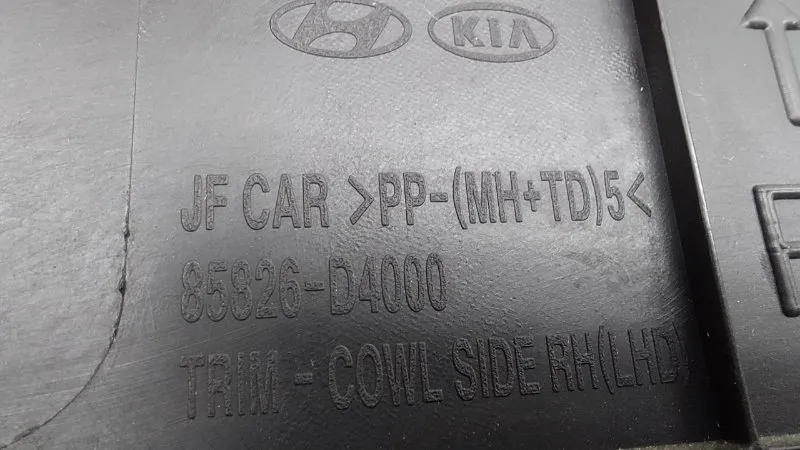 KIA
JF CAR >PP-(MH+TD)5<
85826-D4000
TRIM - COWL SIDE RH(LHD)